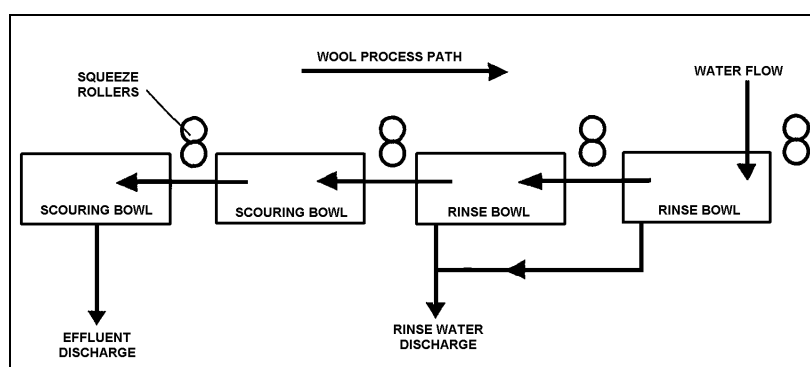 WOOL PROCESS PATH
SQUEEZE
ROLLERS
WATER FLOW
SCOURING BOWL
SCOURING BOWL
RINSE BOWL
RINSE BOWL
EFFLUENT
DISCHARGE
RINSE WATER
DISCHARGE